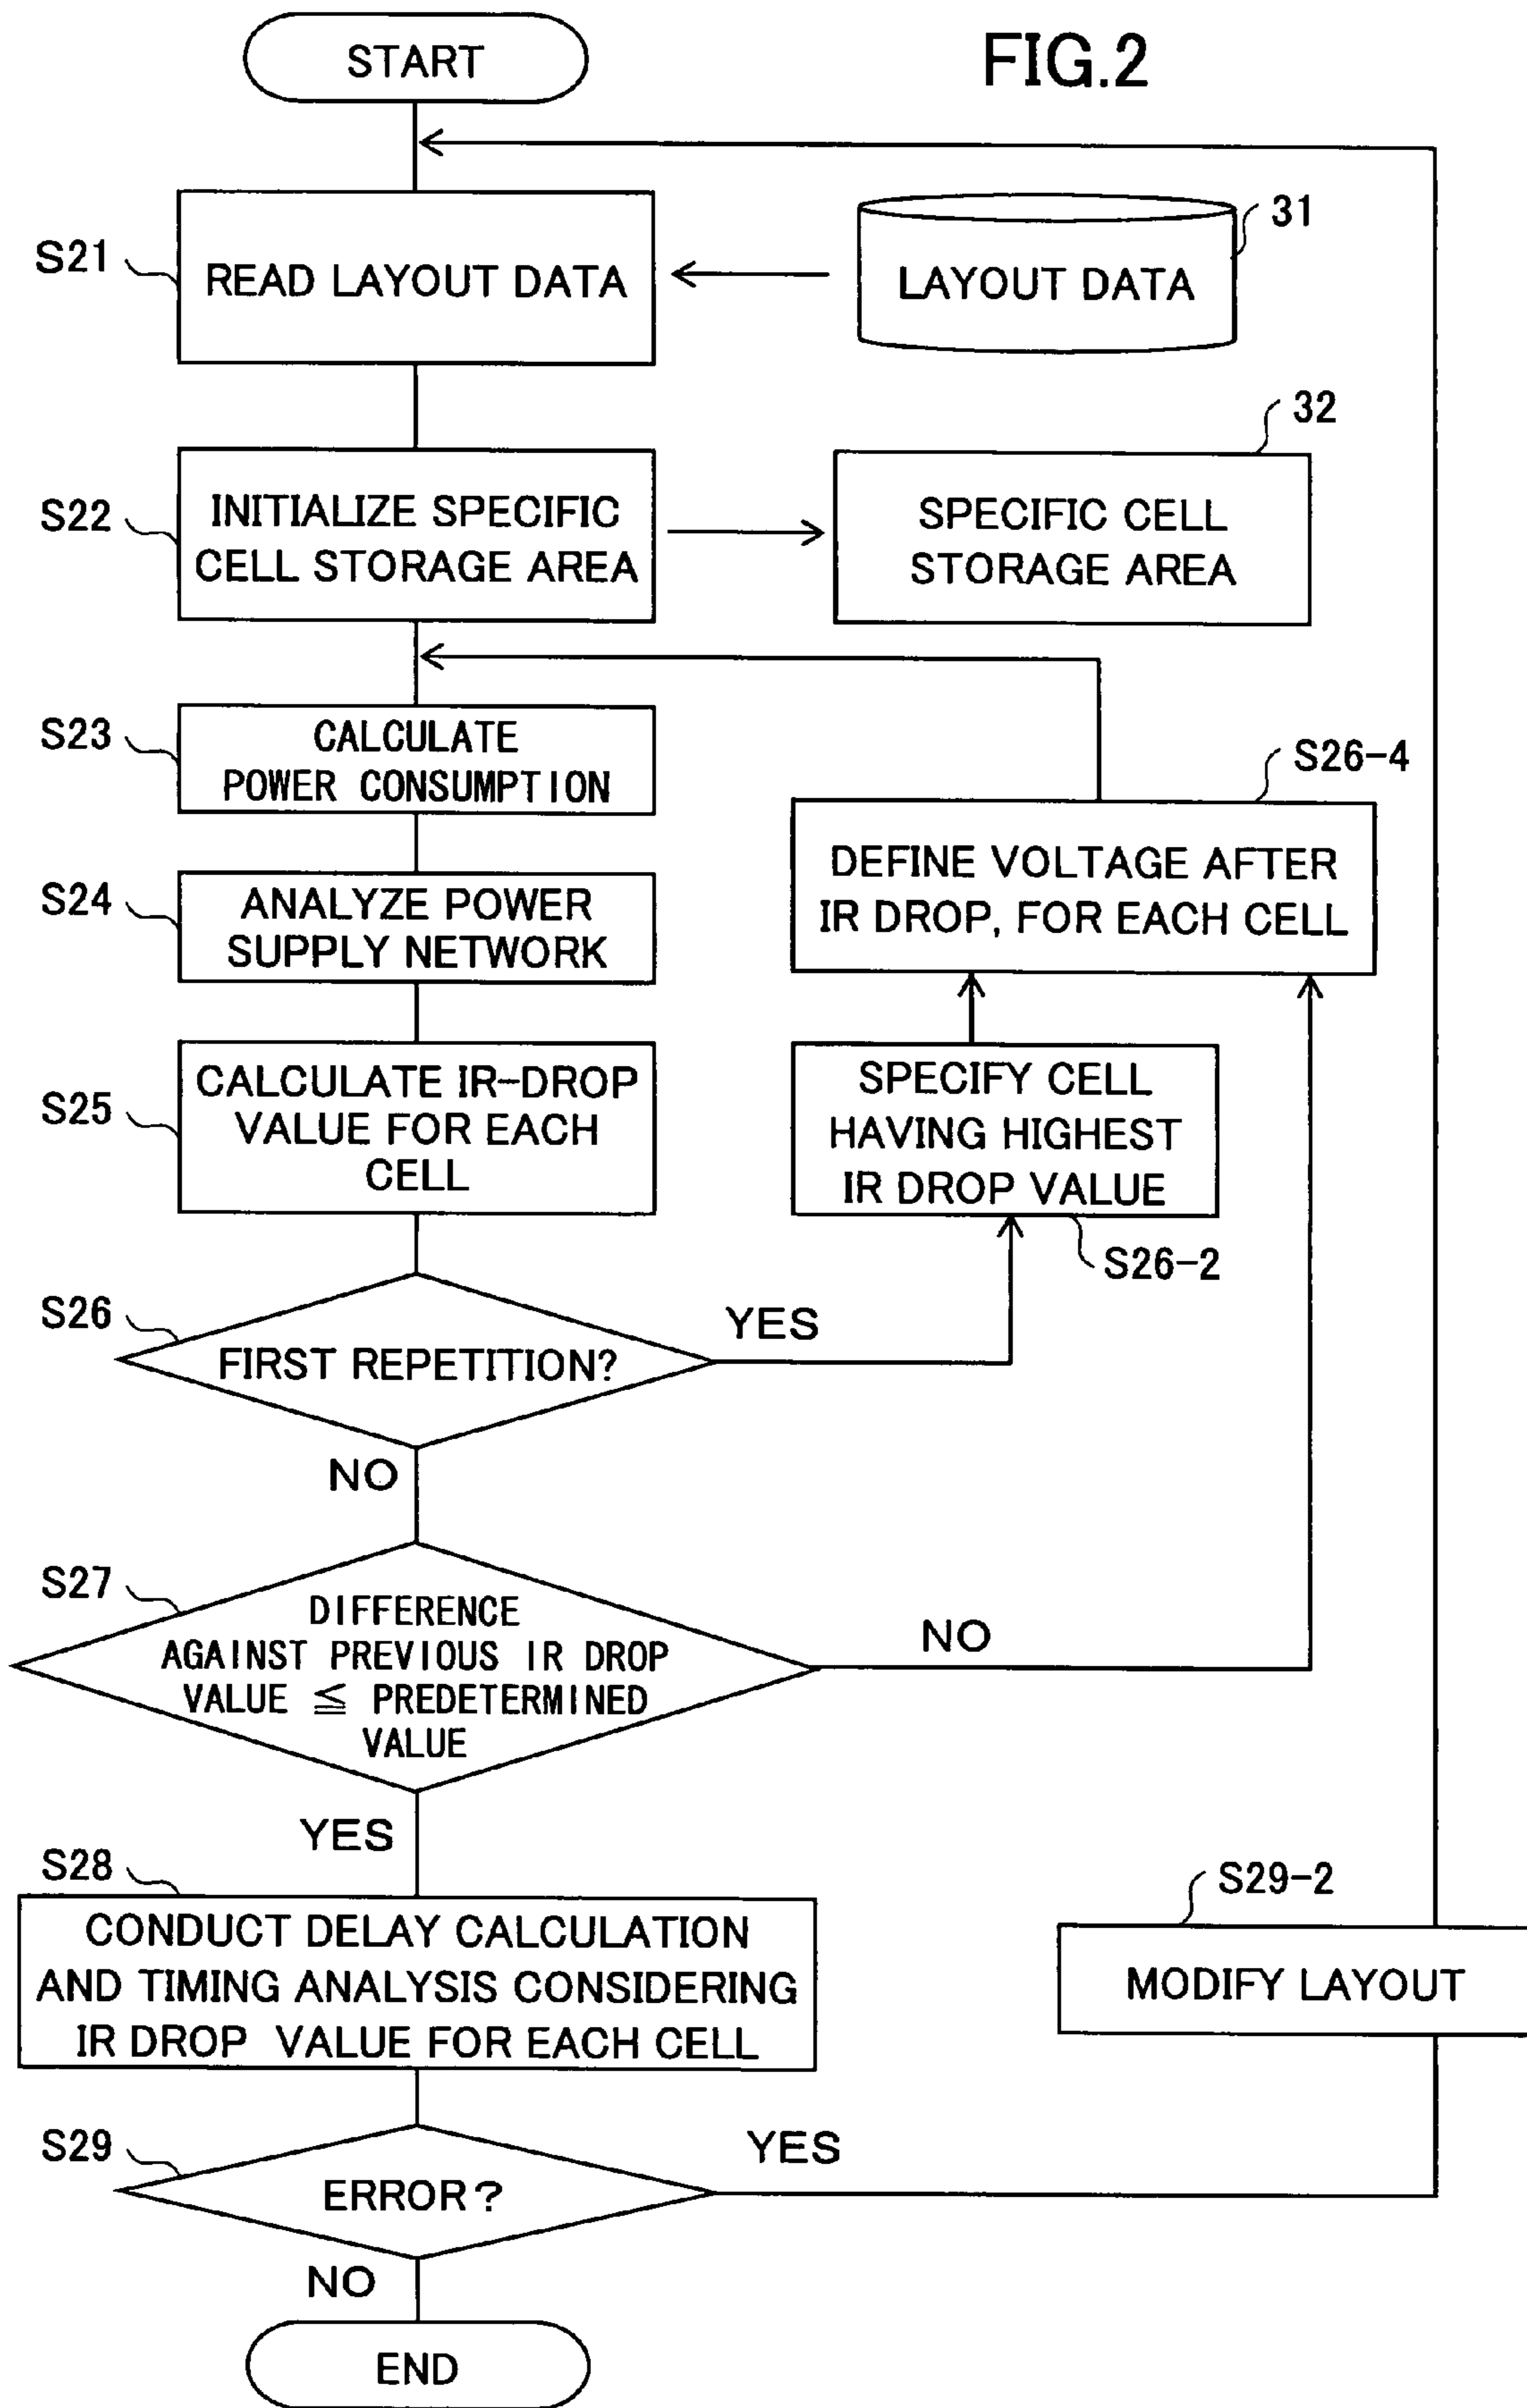 START
FIG.2
S21
READ LAYOUT DATA
LAYOUT DATA
31
S22
INITIALIZE SPECIFIC
CELL STORAGE AREA
SPECIFIC CELL
STORAGE AREA
32
S23
CALCULATE
POWER CONSUMPTION
S24
ANALYZE POWER
SUPPLY NETWORK
S26-4
DEFINE VOLTAGE AFTER
IR DROP, FOR EACH CELL
S25
CALCULATE IR-DROP
VALUE FOR EACH
CELL
SPECIFY CELL
HAVING HIGHEST
IR DROP VALUE
S26-2
S26
FIRST REPETITION?
YES
NO
S27
DIFFERENCE
AGAINST PREVIOUS IR DROP
VALUE ≦ PREDETERMINED
VALUE
NO
YES
S28
CONDUCT DELAY CALCULATION
AND TIMING ANALYSIS CONSIDERING
IR DROP VALUE FOR EACH CELL
S29-2
MODIFY LAYOUT
S29
ERROR?
YES
NO
END